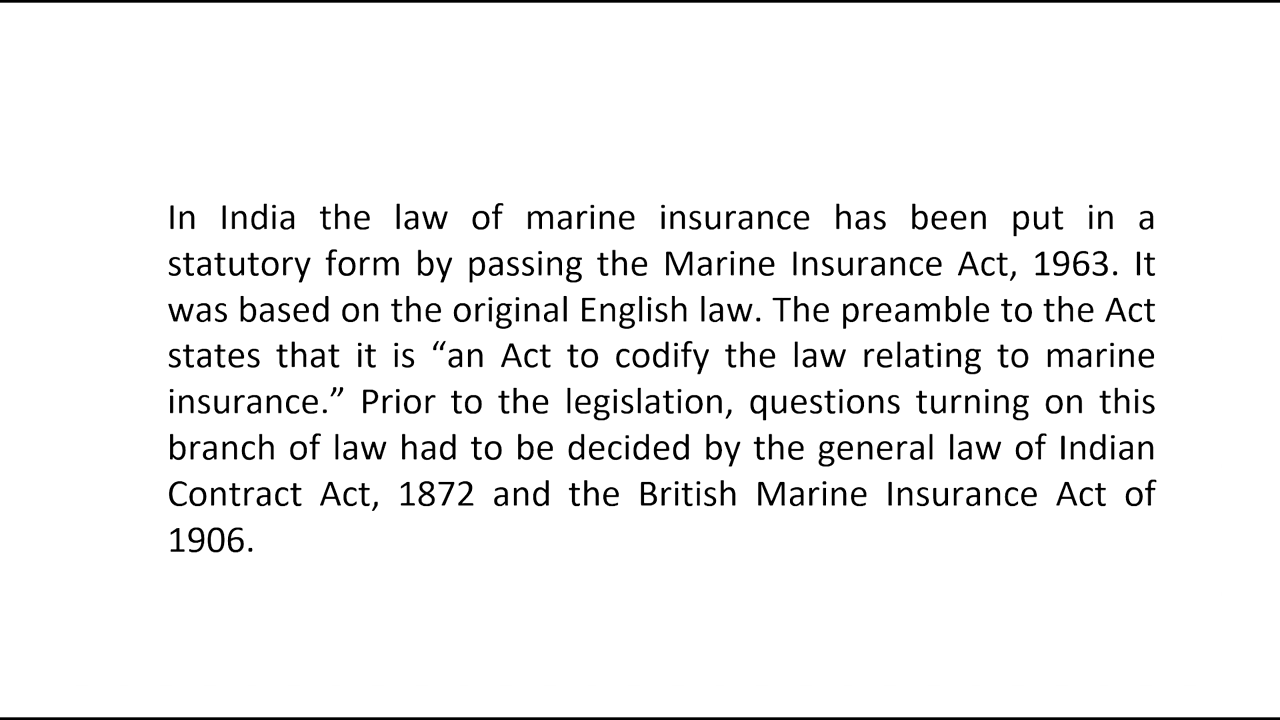 In India the law of marine insurance has been put in a
statutory form by passing the Marine Insurance Act, 1963. It
was based on the original English law. The preamble to the Act
states that it is “an Act to codify the law relating to marine
insurance.” Prior to the legislation, questions turning on this
branch of law had to be decided by the general law of Indian
Contract Act, 1872 and the British Marine Insurance Act of
1906.